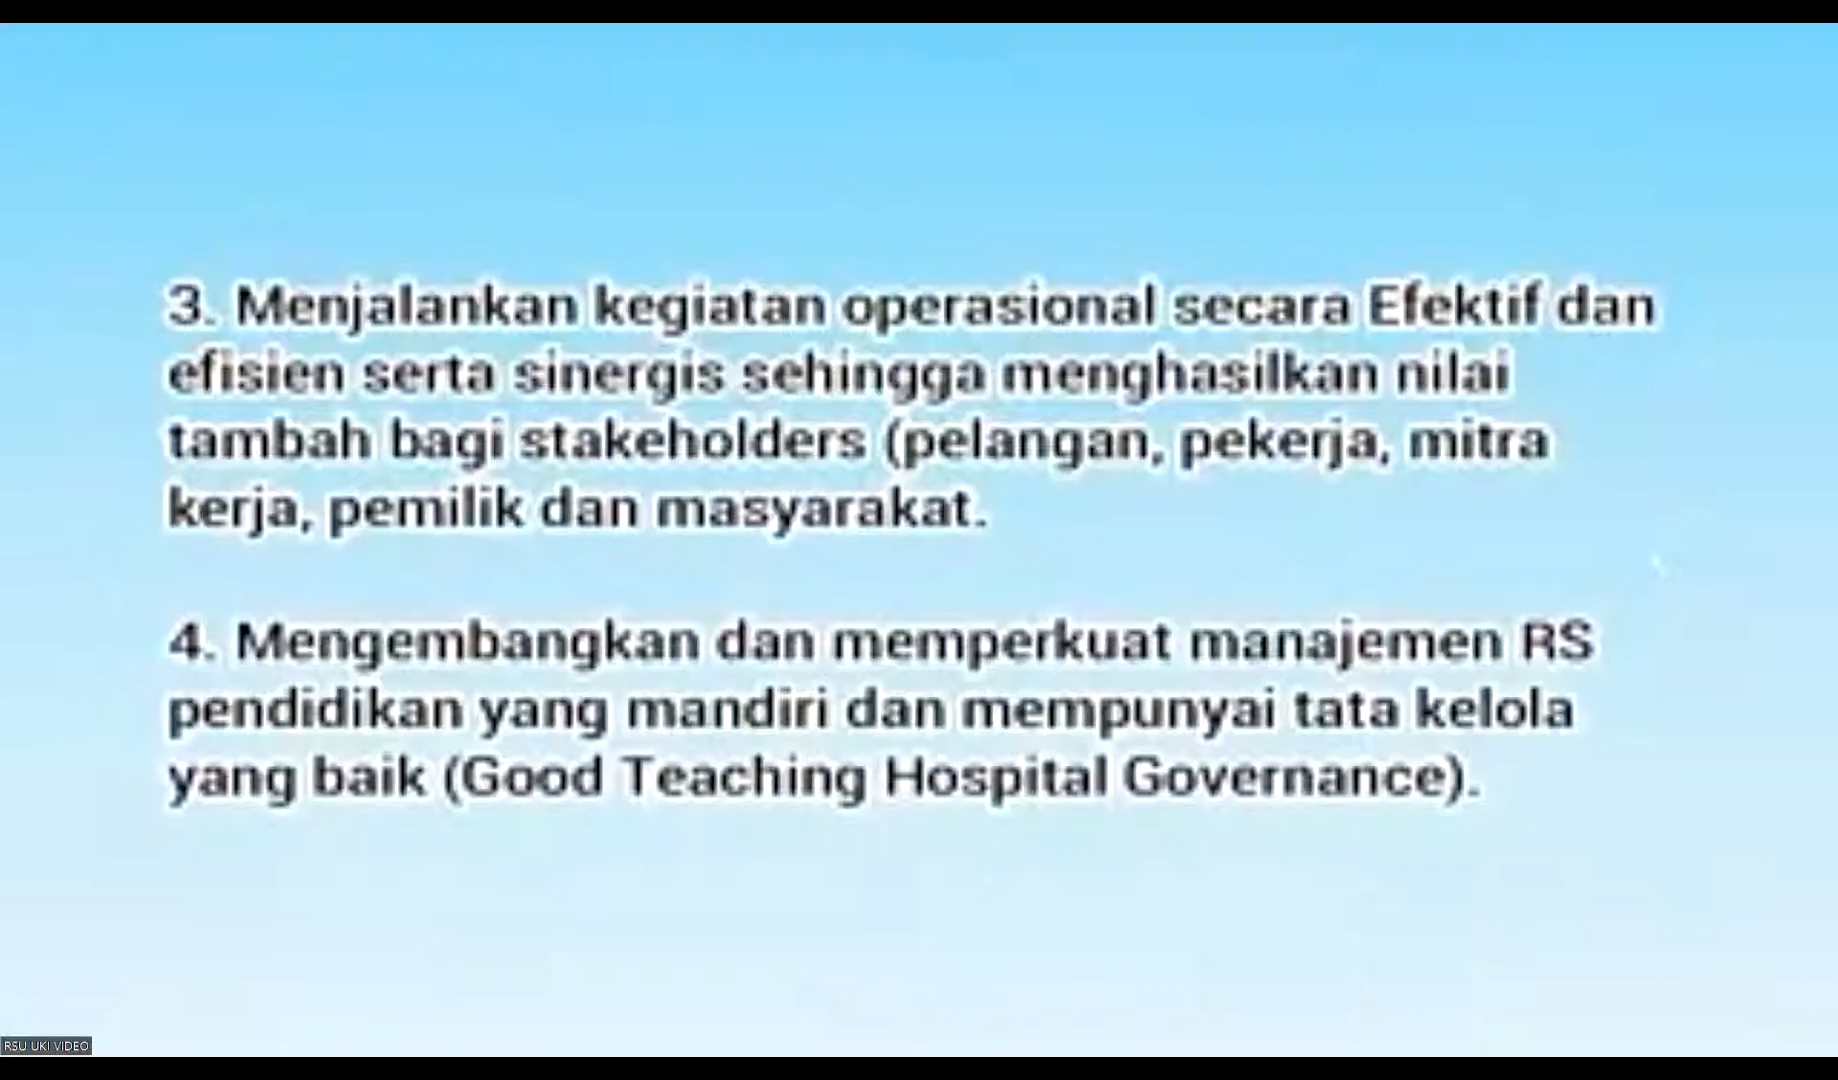 3. Menjalankan kegiatan operasional secara Efektif dan
efisien serta sinergis sehingga menghasilkan nilai
tambah bagi stakeholders (pelangan, pekerja, mitra
kerja, pemilik dan masyarakat.
4. Mengembangkan dan memperkuat manajemen RS
pendidikan yang mandiri dan mempunyai tata kelola
yang baik (Good Teaching Hospital Governance).
RSU UKI VIDEO